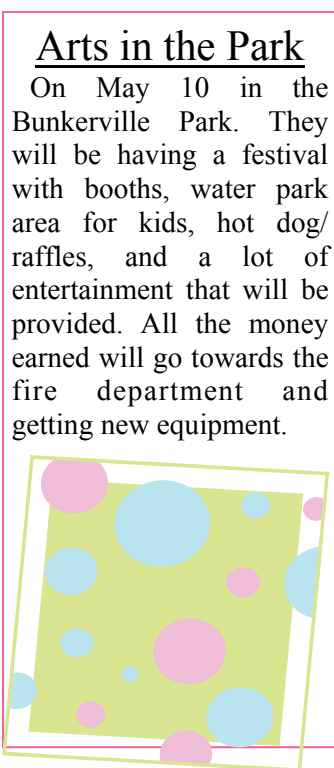 Arts in the Park
On May 10 in the
Bunkerville Park. They
will be having a festival
with booths, water park
area for kids, hot dog/
raffles, and a lot of
entertainment that will be
provided. All the money
earned will go towards the
fire department and
getting new equipment.